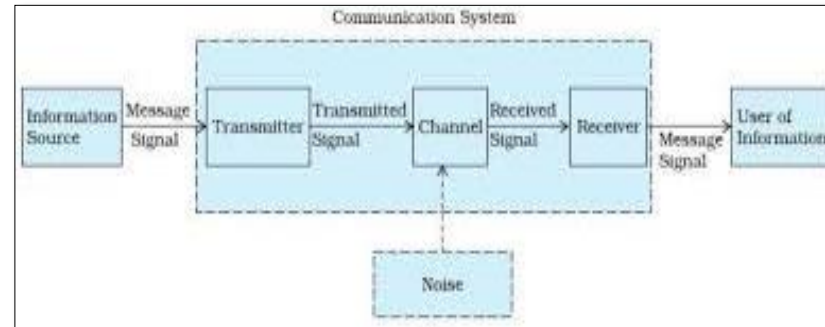 Communication System
Information
Source
Message
Signal
Transmitter
Transmitted
Signal
Channel
Received
Signal
Receiver
Message
Signal
User of
Information
Noise